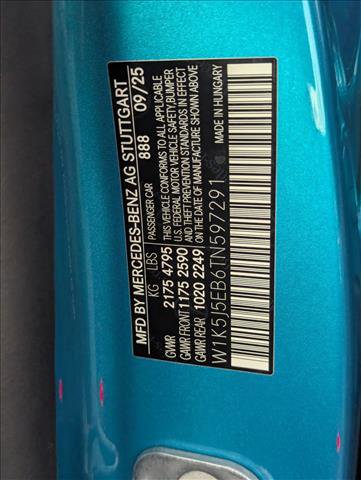 MFD BY MERCEDES-BENZ AG STUTTGART
KG LBS PASSENGER CAR 888 09/25
GVWR 2175 4795
GAWR FRONT 1175 2590
GAWR REAR 1020 2249
THIS VEHICLE CONFORMS TO ALL APPLICABLE
U.S. FEDERAL MOTOR VEHICLE SAFETY, BUMPER
AND THEFT PREVENTION STANDARDS IN EFFECT
ON THE DATE OF MANUFACTURE SHOWN ABOVE
W1K5J5EB6TN597291
MADE IN HUNGARY